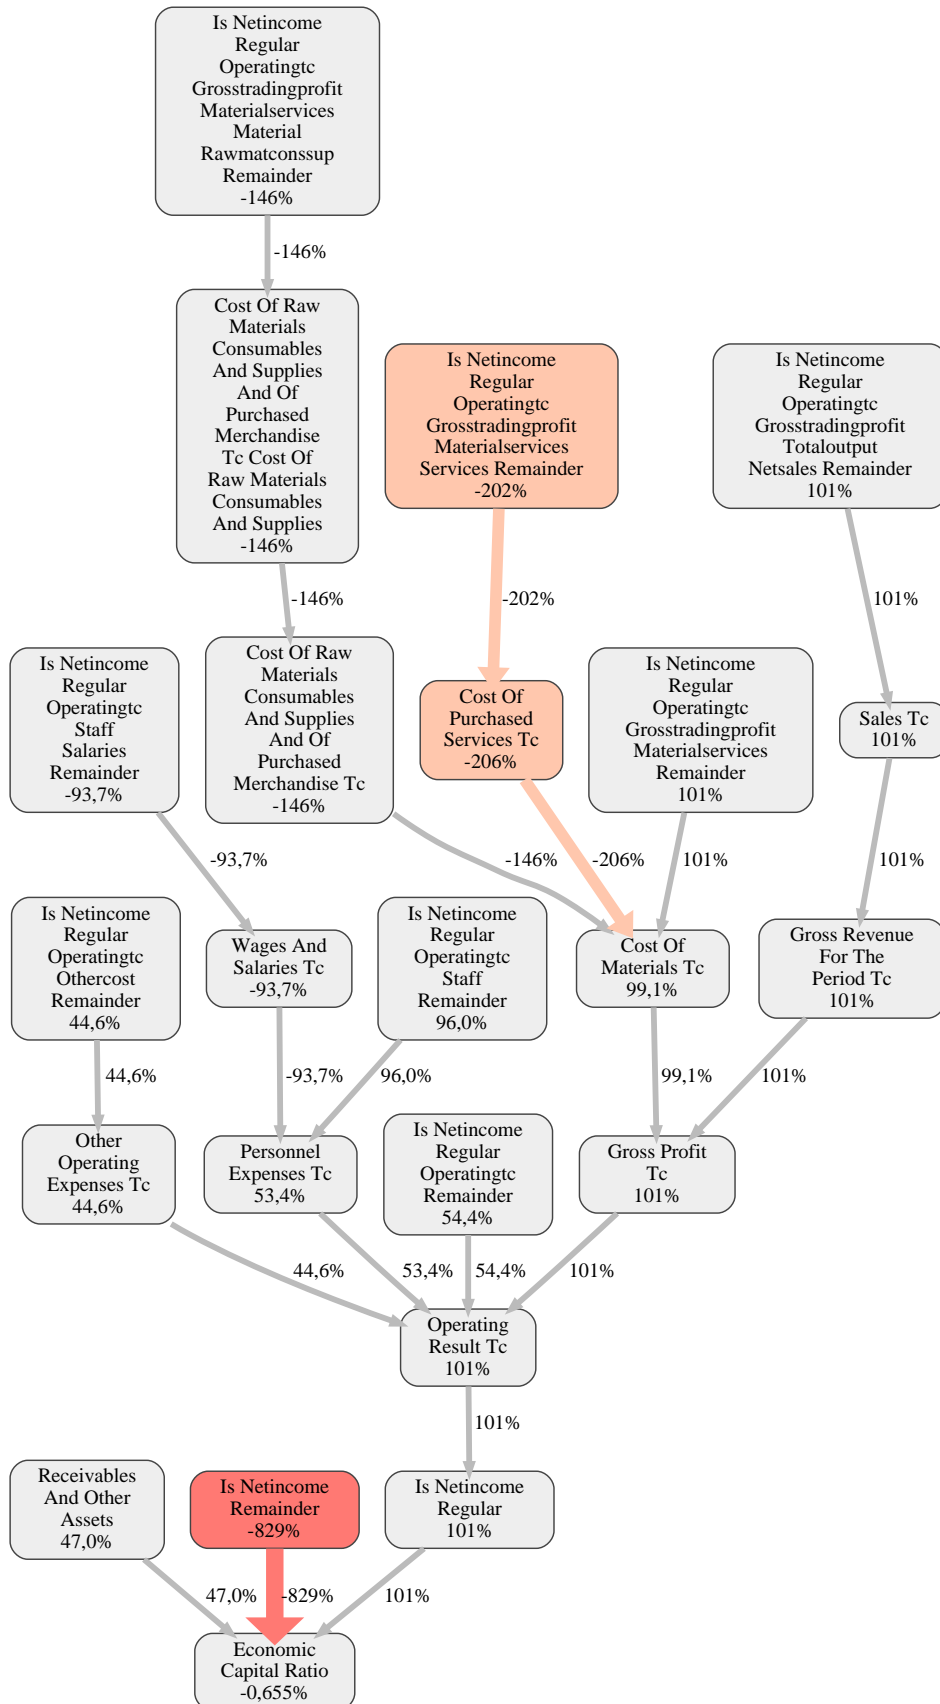 Is Netincome
Regular
Operatingtc
Grosstradingprofit
Materialservices
Material
Rawmatconssup
Remainder
-146%
-146%
Cost Of Raw
Materials
Consumables
And Supplies
And Of
Purchased
Merchandise
Tc Cost Of
Raw Materials
Consumables
And Supplies
-146%
Is Netincome
Regular
Operatingtc
Grosstradingprofit
Materialservices
Services Remainder
-202%
Is Netincome
Regular
Operatingtc
Grosstradingprofit
Totaloutput
Netsales Remainder
101%
-146%
-202%
101%
Is Netincome
Regular
Operatingtc
Staff
Salaries
Remainder
-93,7%
Cost Of Raw
Materials
Consumables
And Supplies
And Of
Purchased
Merchandise Tc
-146%
Cost Of
Purchased
Services Tc
-206%
Is Netincome
Regular
Operatingtc
Grosstradingprofit
Materialservices
Remainder
101%
Sales Tc
101%
-93,7%
-146%
-206%
101%
101%
Is Netincome
Regular
Operatingtc
Othercost
Remainder
44,6%
Wages And
Salaries Tc
-93,7%
Is Netincome
Regular
Operatingtc
Staff
Remainder
96,0%
Cost Of
Materials Tc
99,1%
Gross Revenue
For The
Period Tc
101%
44,6%
-93,7%
96,0%
99,1%
101%
Other
Operating
Expenses Tc
44,6%
Personnel
Expenses Tc
53,4%
Is Netincome
Regular
Operatingtc
Remainder
54,4%
Gross Profit
Tc
101%
44,6%
53,4%
54,4%
101%
Operating
Result Tc
101%
101%
Receivables
And Other
Assets
47,0%
Is Netincome
Remainder
-829%
Is Netincome
Regular
101%
47,0%
-829%
101%
Economic
Capital Ratio
-0,655%